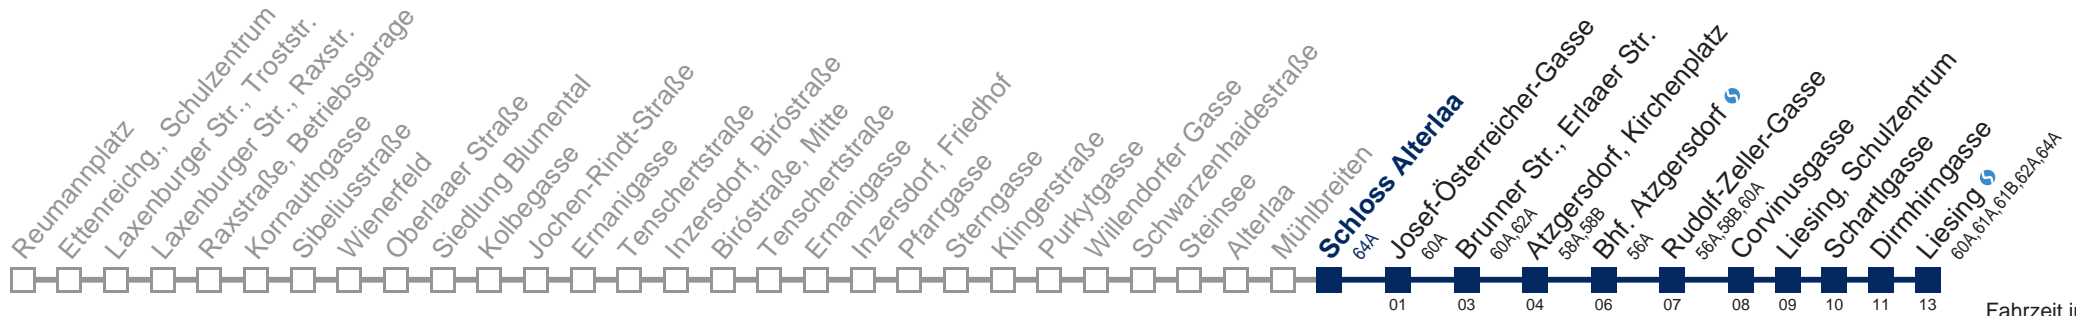 Reumannplatz
Ettenreichg., Schulzentrum
Laxenburger Str., Troststr.
Laxenburger Str., Raxstr.
Raxstraße, Betriebsgarage
Kornauthgasse
Sibeliusstraße
Wienerfeld
Oberlaaer Straße
Siedlung Blumental
Kolbegasse
Jochen-Rindt-Straße
Ernanigasse
Tenschertstraße
Inzersdorf, Biróstraße
Biróstraße, Mitte
Tenschertstraße
Ernanigasse
Inzersdorf, Friedhof
Pfarrgasse
Sterngasse
Klingerstraße
Purkytgasse
Willendorfer Gasse
Schwarzenhaidestraße
Steinsee
Alterlaa
Mühlbreiten
Schloss Alterlaa
64A
Josef-Österreicher-Gasse
60A
Brunner Str., Erlaaer Str.
60A,62A
Atzgersdorf, Kirchenplatz
58A,58B
Bhf. Atzgersdorf
56A
Rudolf-Zeller-Gasse
56A,58B,60A
Corvinusgasse
Liesing, Schulzentrum
Schartlgasse
Dirmhirngasse
Liesing
60A,61A,61B,62A,64A
01 03 04 06 07 08 09 10 11 13
Fahrzeit i